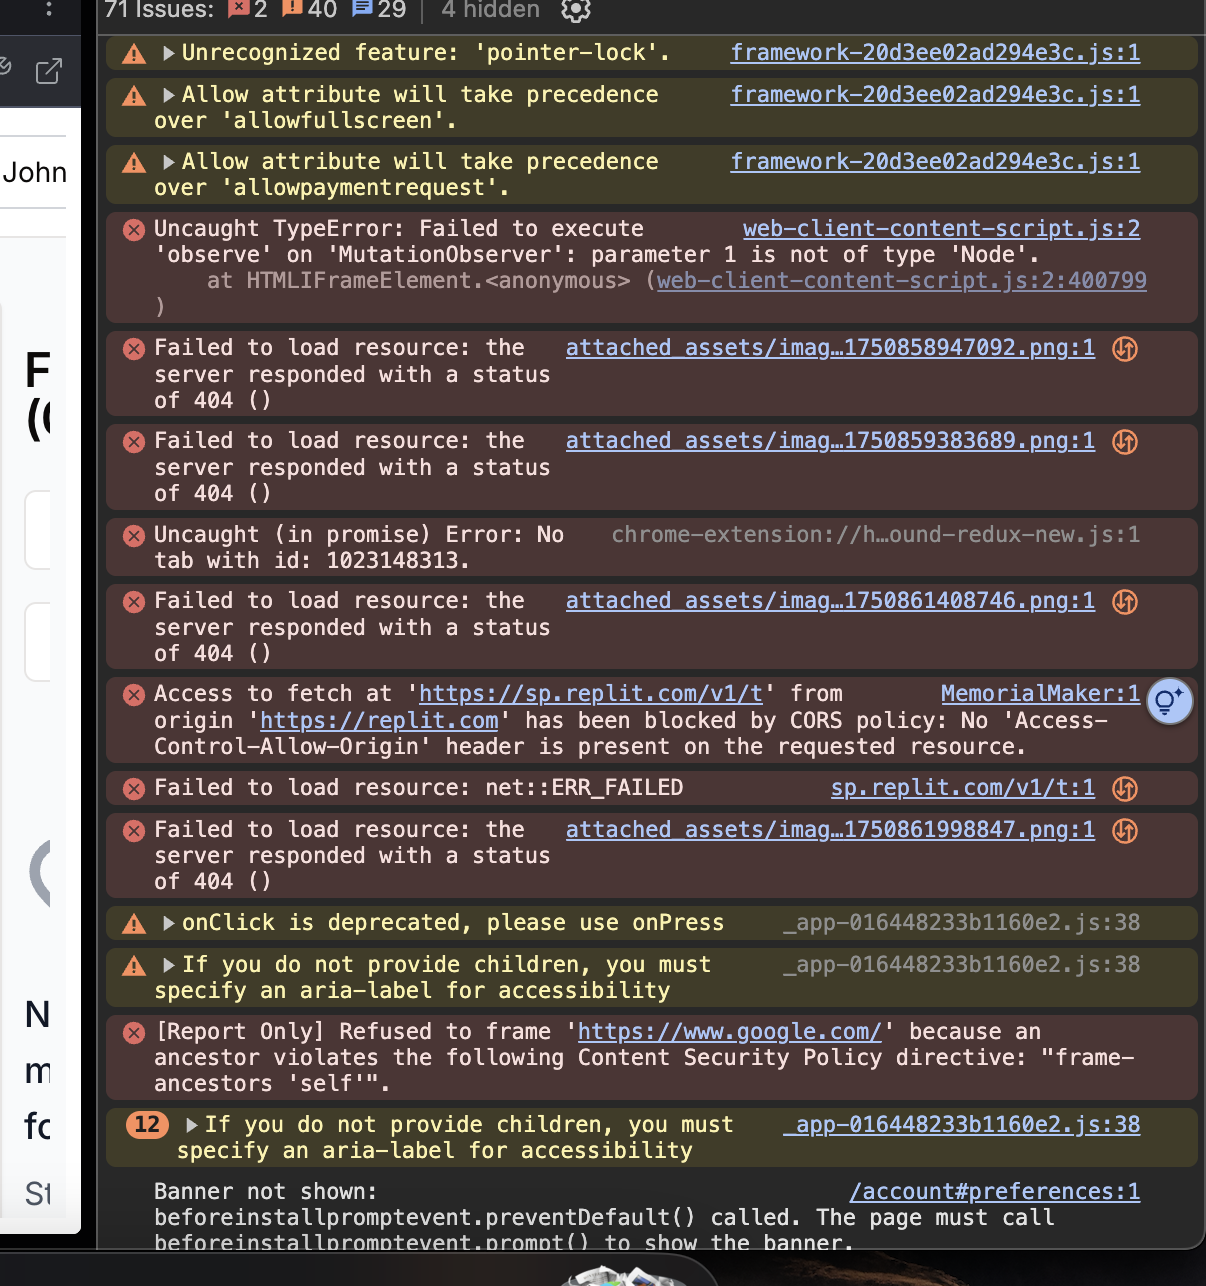 71 Issues: 2 40 29 4 hidden
Unrecognized feature: 'pointer-lock'. framework-20d3ee02ad294e3c.js:1
Allow attribute will take precedence framework-20d3ee02ad294e3c.js:1
over 'allowfullscreen'.
Allow attribute will take precedence framework-20d3ee02ad294e3c.js:1
over 'allowpaymentrequest'.
Uncaught TypeError: Failed to execute web-client-content-script.js:2
'observe' on 'MutationObserver': parameter 1 is not of type 'Node'.
at HTMLIFrameElement.<anonymous> (web-client-content-script.js:2:400799
)
Failed to load resource: the attached_assets/imag…1750858947092.png:1
server responded with a status
of 404 ()
Failed to load resource: the attached_assets/imag…1750859383689.png:1
server responded with a status
of 404 ()
Uncaught (in promise) Error: No chrome-extension://h…ound-redux-new.js:1
tab with id: 1023148313.
Failed to load resource: the attached_assets/imag…1750861408746.png:1
server responded with a status
of 404 ()
Access to fetch at 'https://sp.replit.com/v1/t' from MemorialMaker:1
origin 'https://replit.com' has been blocked by CORS policy: No 'Access-
Control-Allow-Origin' header is present on the requested resource.
Failed to load resource: net::ERR_FAILED sp.replit.com/v1/t:1
Failed to load resource: the attached_assets/imag…1750861998847.png:1
server responded with a status
of 404 ()
onClick is deprecated, please use onPress _app-016448233b1160e2.js:38
If you do not provide children, you must _app-016448233b1160e2.js:38
specify an aria-label for accessibility
[Report Only] Refused to frame 'https://www.google.com/' because an
ancestor violates the following Content Security Policy directive: "frame-
ancestors 'self'".
12 If you do not provide children, you must _app-016448233b1160e2.js:38
specify an aria-label for accessibility
Banner not shown: /account#preferences:1
beforeinstallpromptevent.preventDefault() called. The page must call
beforeinstallpromptevent.prompt() to show the banner.
John
F
(
N
m
fo
St